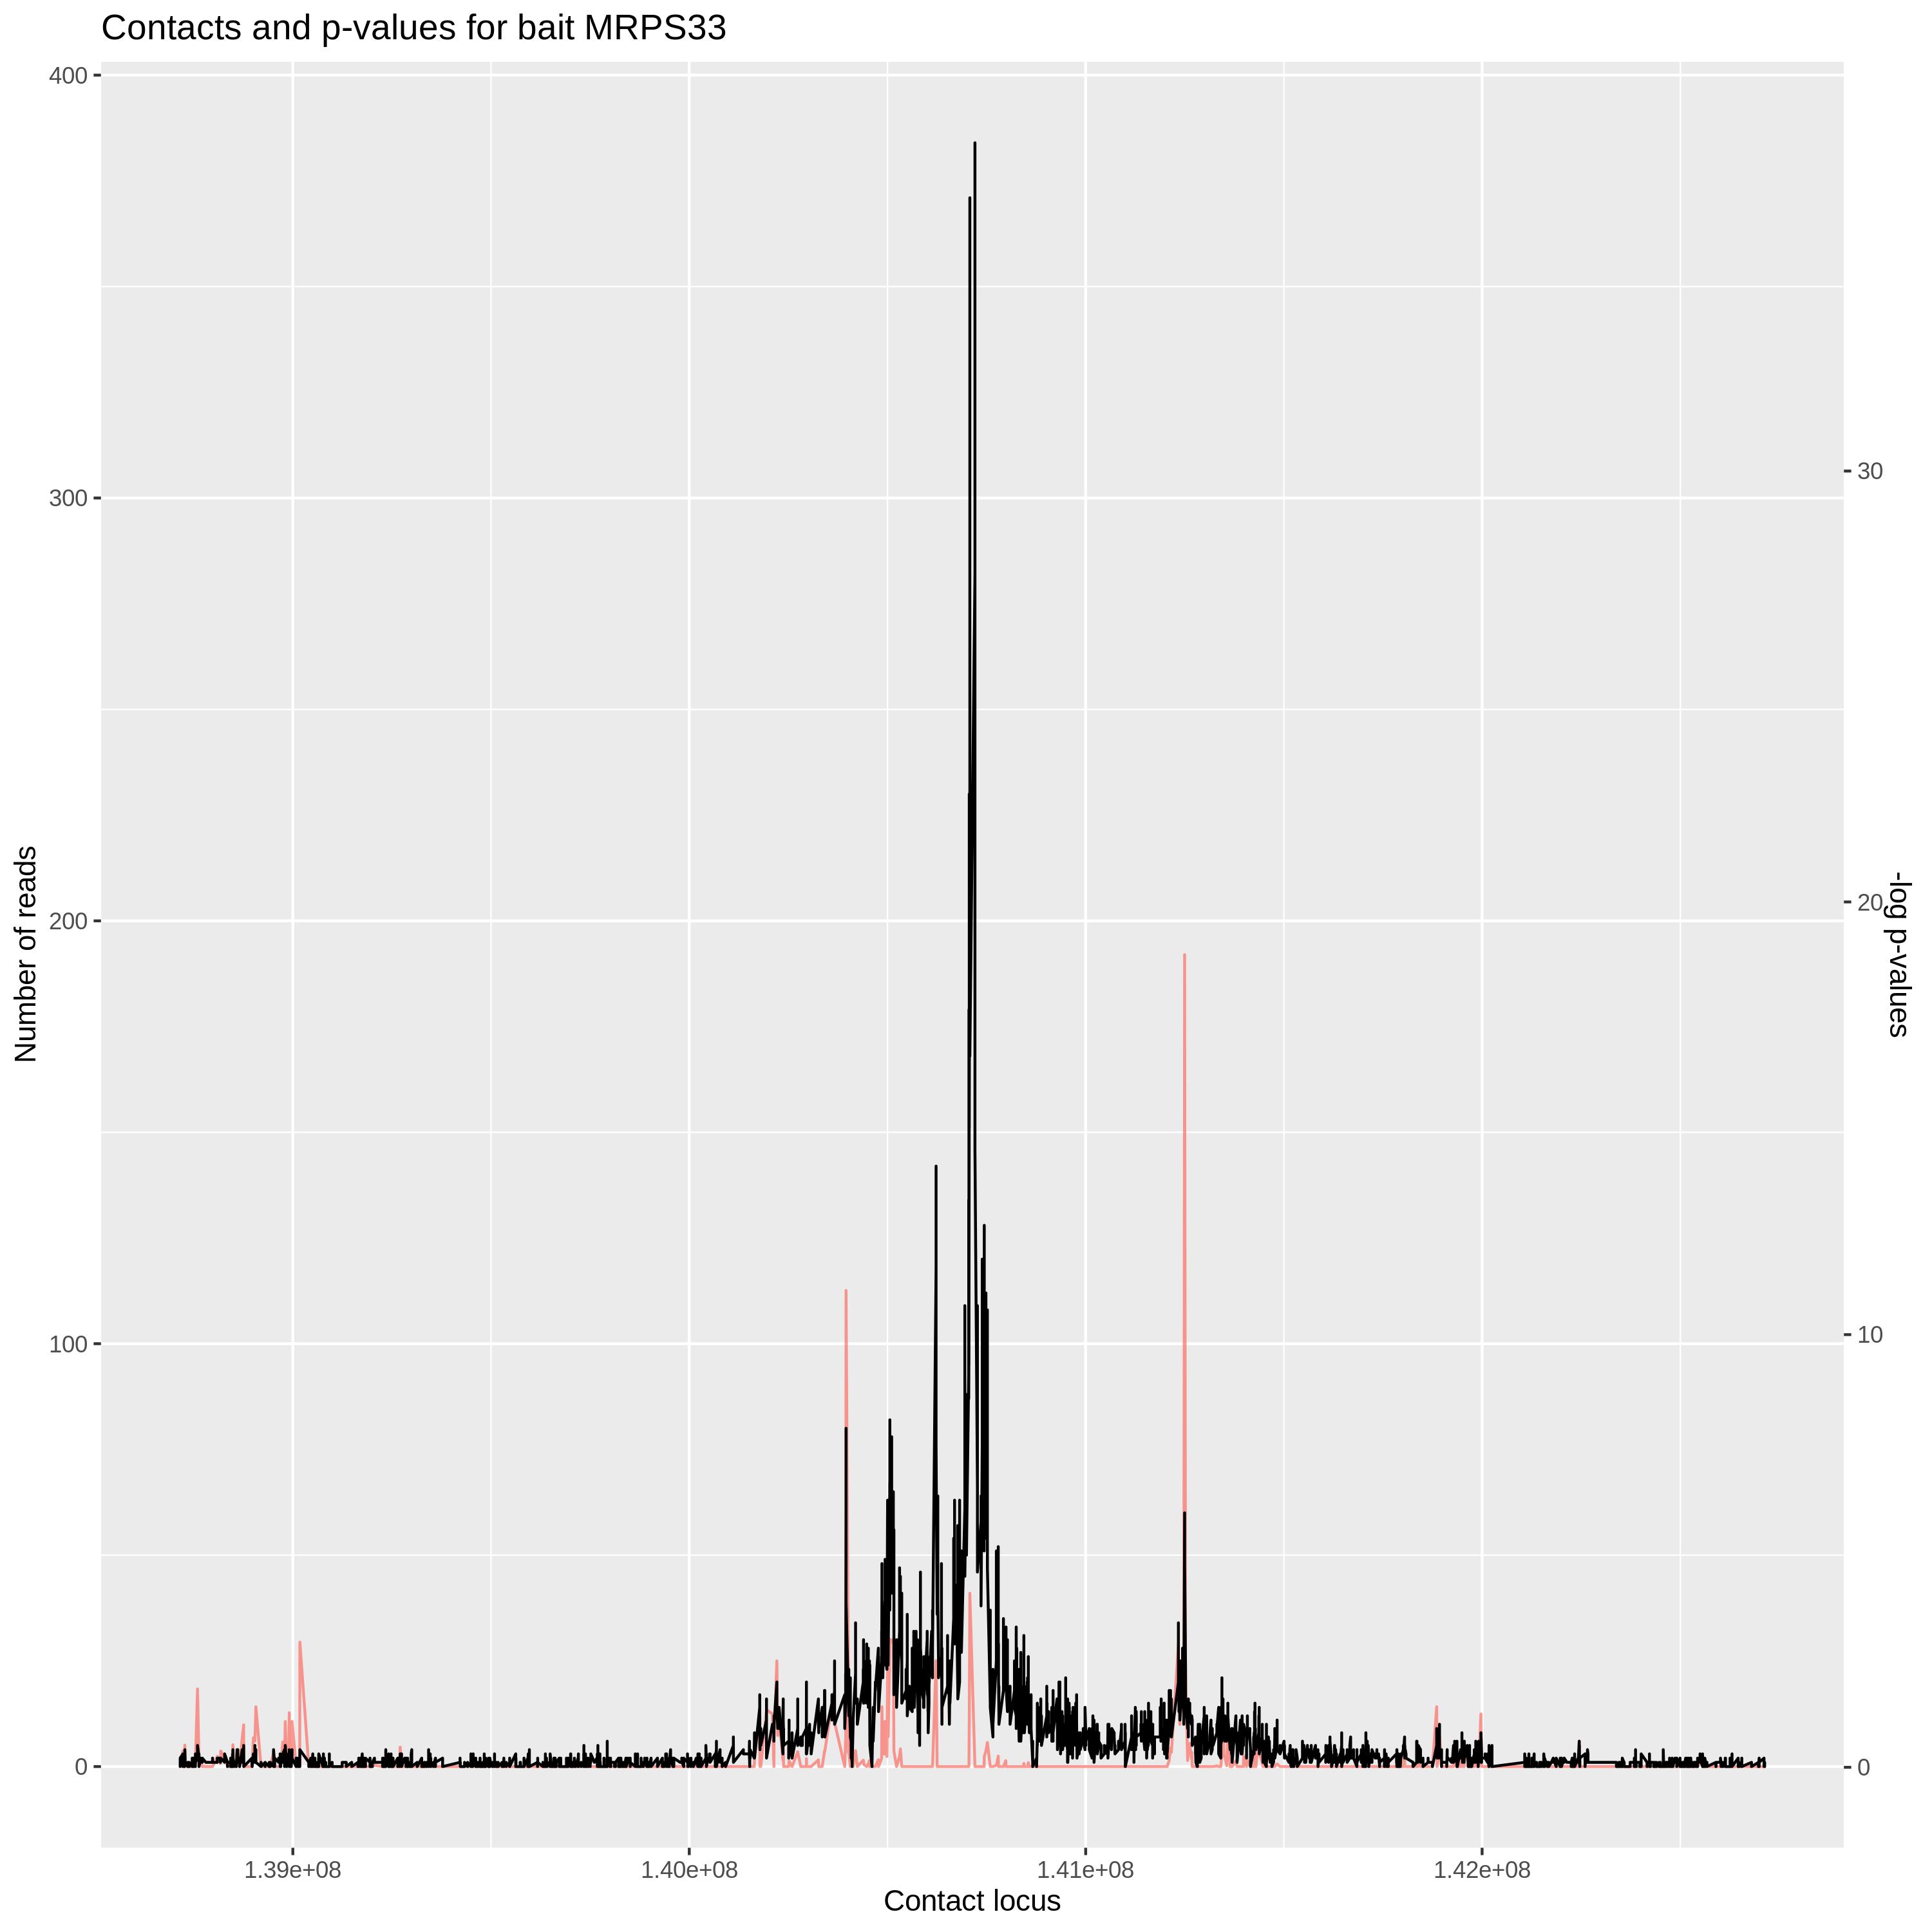 Contacts and p-values for bait MRPS33
400
300
200
100
0
Number of reads
30
20
10
0
-log p-values
1.39e+08
1.40e+08
1.41e+08
1.42e+08
Contact locus